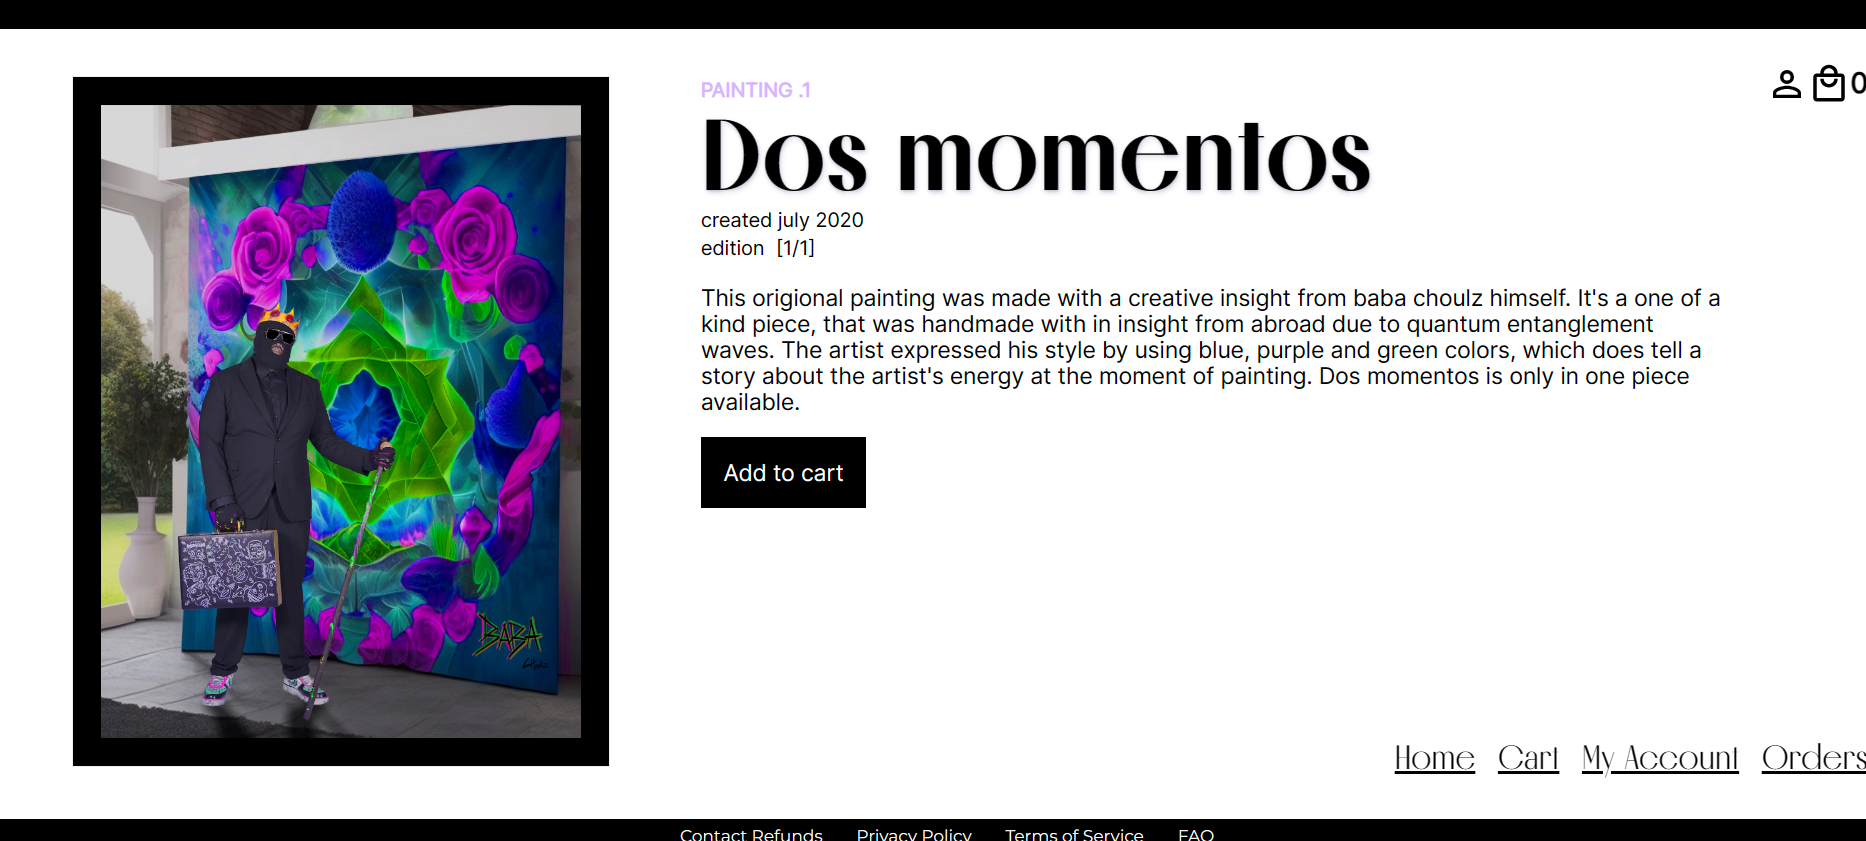 PAINTING .1
0
Dos momentos
created july 2020
edition [1/1]
This origional painting was made with a creative insight from baba choulz himself. It's a one of a
kind piece, that was handmade with in insight from abroad due to quantum entanglement
waves. The artist expressed his style by using blue, purple and green colors, which does tell a
story about the artist's energy at the moment of painting. Dos momentos is only in one piece
available.
Add to cart
BABA
Home Cart My Account Orders
Contact Refunds Privacy Policy Terms of Service FAQ